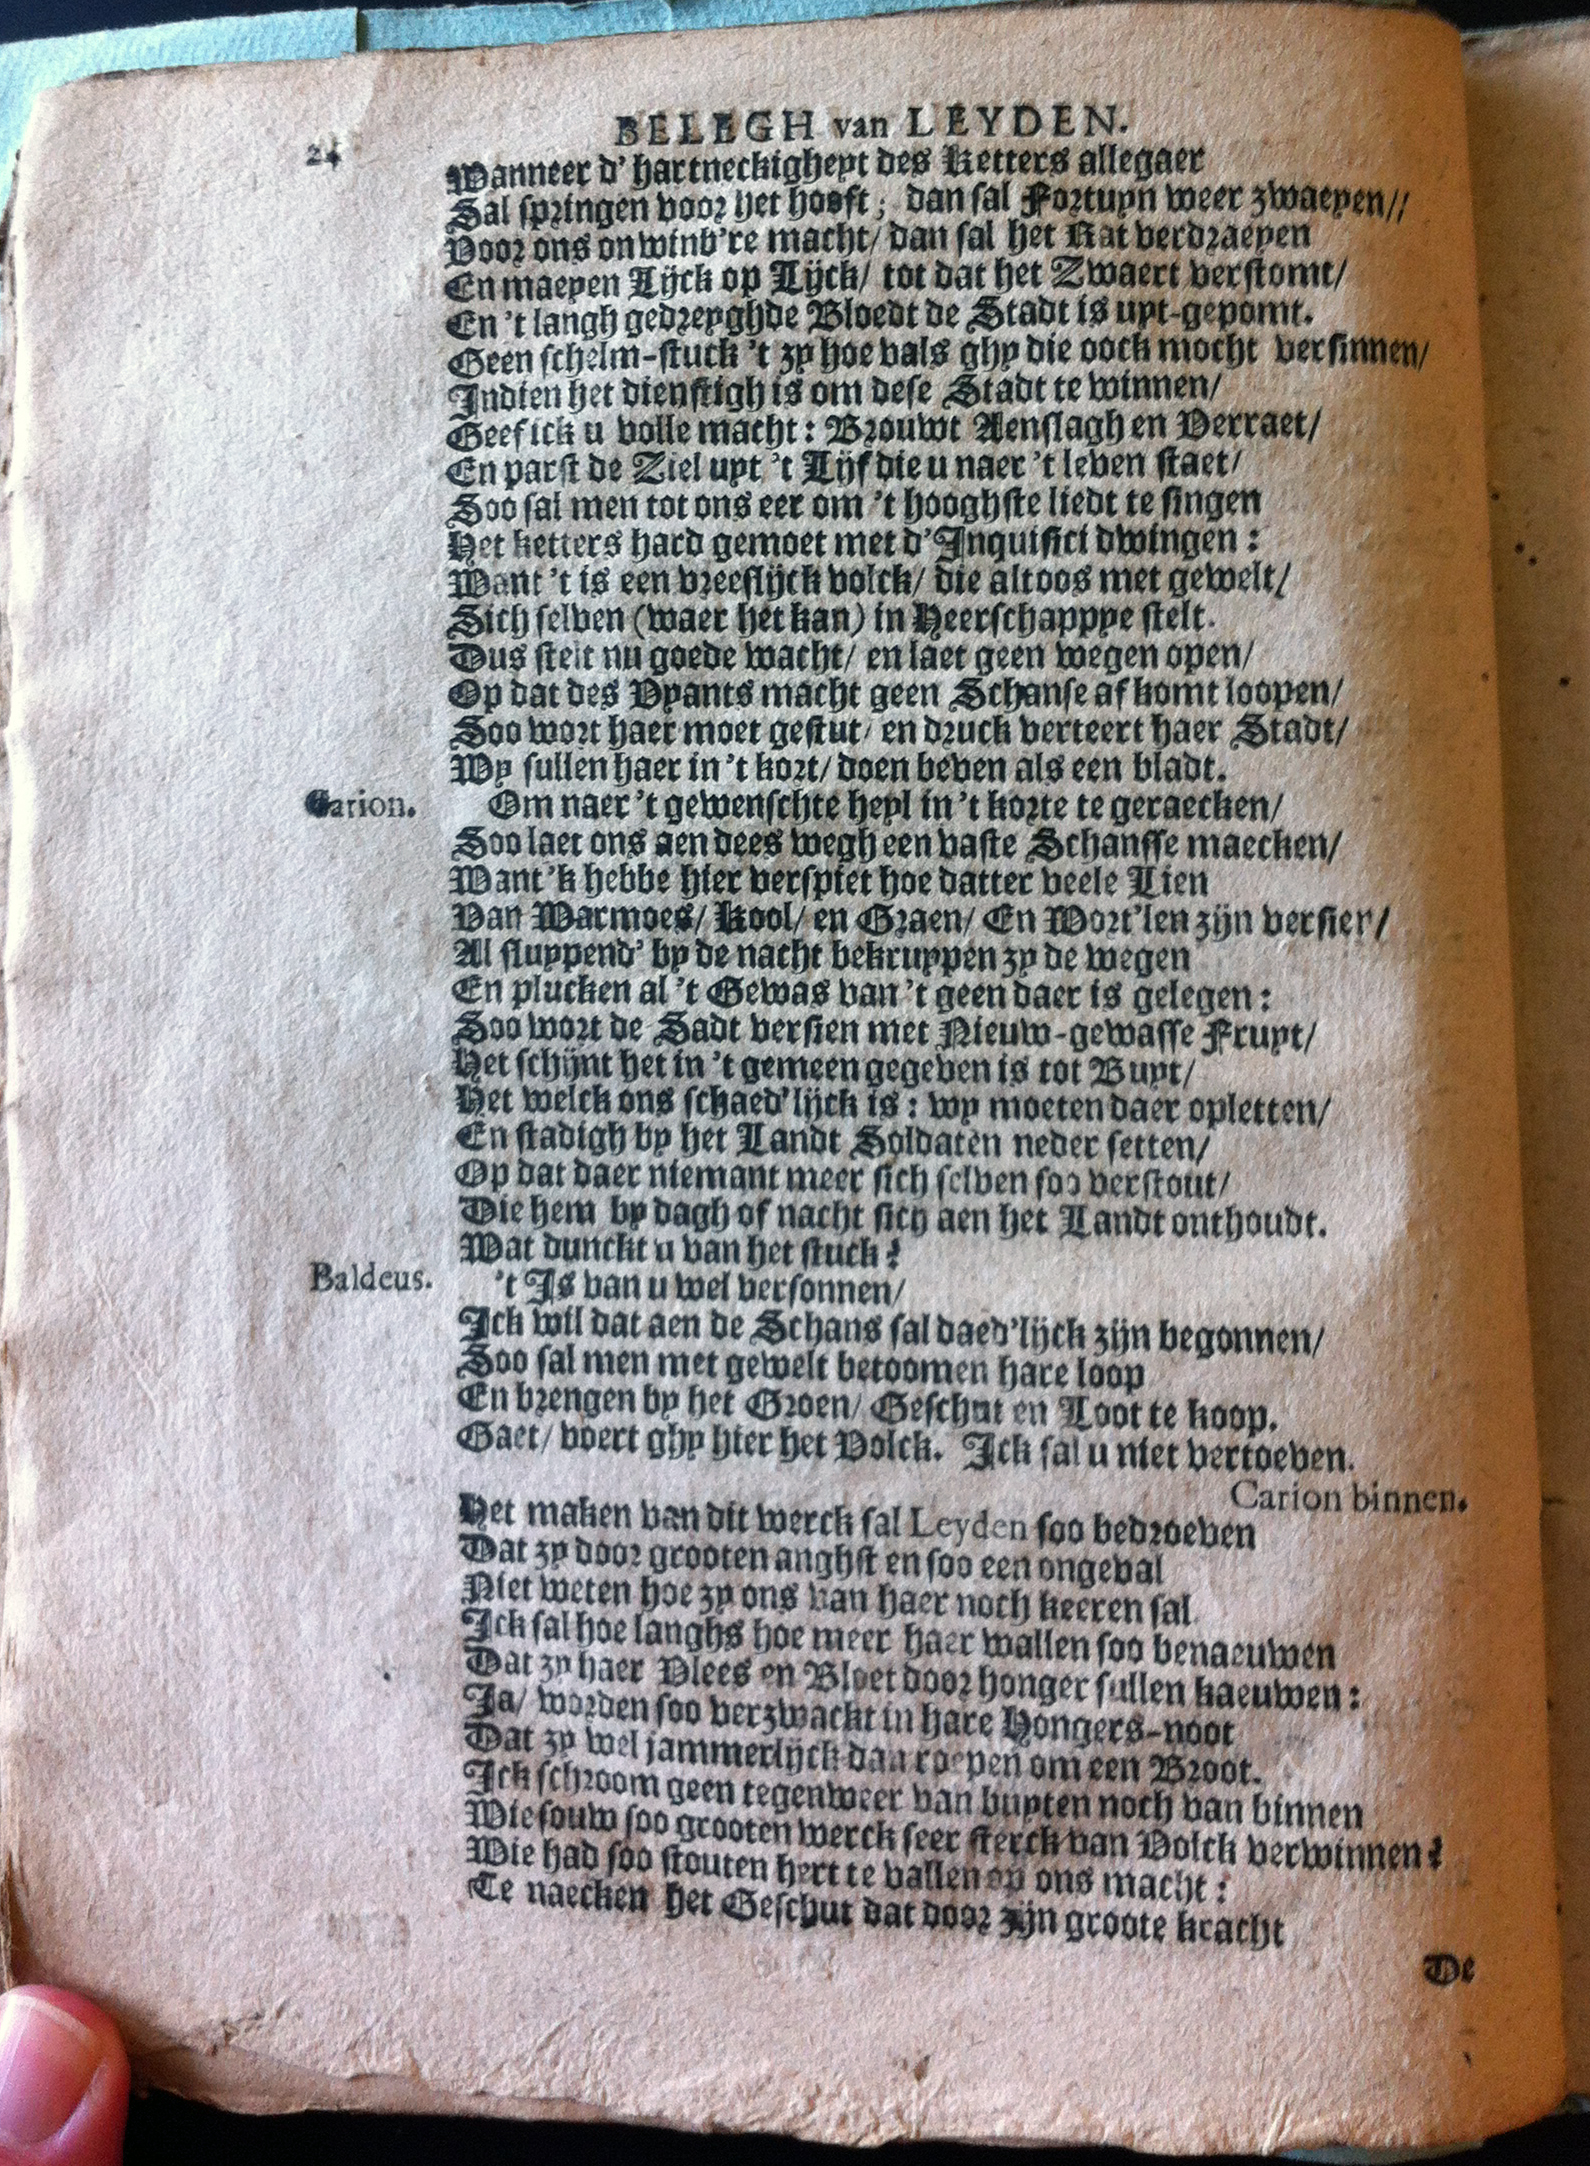 24
BELEGH van LEYDEN.
Wanneer d' hartneckigheyt des Ketters allegaer
Sal springen voor het hooft; dan sal Fortuyn weer zwaeyen//
Voor ons onwinb're macht/ dan sal het Rat verdraeyen
En maeyen Lijck op Lijck/ tot dat het Zwaert verstomt/
En 't langh gedreyghde Bloedt de Stadt is uyt-gepomt.
Geen schelm-stuck 't zy hoe vals ghy die oock mocht versinnen/
Indien het dienstigh is om dese Stadt te winnen/
Geef ick u volle macht: Brouwt Aenslagh en Verraet/
En parst de Ziel uyt 't Lijf die u naer 't leven staet/
Soo sal men tot ons eer om 't hooghste liedt te singen
Het ketters hard gemoet met d'Inquisici dwingen:
Want 't is een vreeslijck volck/ die altoos met gewelt/
Sich selven (waer het kan) in Heerschapppye stelt.
Dus stelt nu goede wacht/ en laet geen wegen open/
Op dat des Vyants macht geen Schanse af komt loopen/
Soo wort haer moet gestut/ en druck verteert haer Stadt/
Wy sullen haer in 't kort/ doen beven als een bladt.
Carion. Om naer 't gewenschte heyl in 't korte te geraecken/
Soo laet ons aen dees wegh een vaste Schansse maecken/
Want 'k hebbe hier verspiet hoe datter veele Lien
Van Warmoes/ Kool/ en Graen/ En Wort'len zijn versien/
Al sluypend' by de nacht bekruypen zy de wegen
En plucken al 't Gewas van 't geen daer is gelegen:
Soo wort de Sadt versien met Nieuw-gewasse Fruyt/
Het schijnt het in 't gemeen gegeven is tot Buyt/
Het welck ons schaed'lijck is: wy moeten daer opletten/
En stadigh by het Landt Soldaten neder setten/
Op dat daer niemant meer sich selven soo verstout/
Die hem by dagh of nacht sich aen het Landt onthoudt.
Wat dunckt u van het stuck?
Baldeus. 't Is van u wel versonnen/
Ick wil dat aen de Schans sal daed'lijck zijn begonnen/
Soo sal men met gewelt betoomen hare loop
En brengen by het Groen/ Geschut en Loot te koop.
Gaet/ voert ghy hier het Volck. Ick sal u niet vertoeven.
Carion binnen.
Het maken van dit werck sal Leyden soo bedroeven
Dat zy door grooten anghst en soo een ongeval
Niet weten hoe zy ons van haer noch keeren sal
Ick sal hoe langhs hoe meer haer wallen soo benaeuwen
Dat zy haer Vlees en Bloet door honger sullen kaeuwen:
Ja/ worden soo verzwackt in hare Hongers-noot
Dat zy wel jammerlijck dan roepen om een Broot.
Ick schroom geen tegenweer van buyten noch van binnen
Wie souw soo grooten werck seer sterck van Volck verwinnen?
Wie had soo stouten hert te vallen op ons macht:
Te naecken het Geschut dat door zijn groote kracht
De